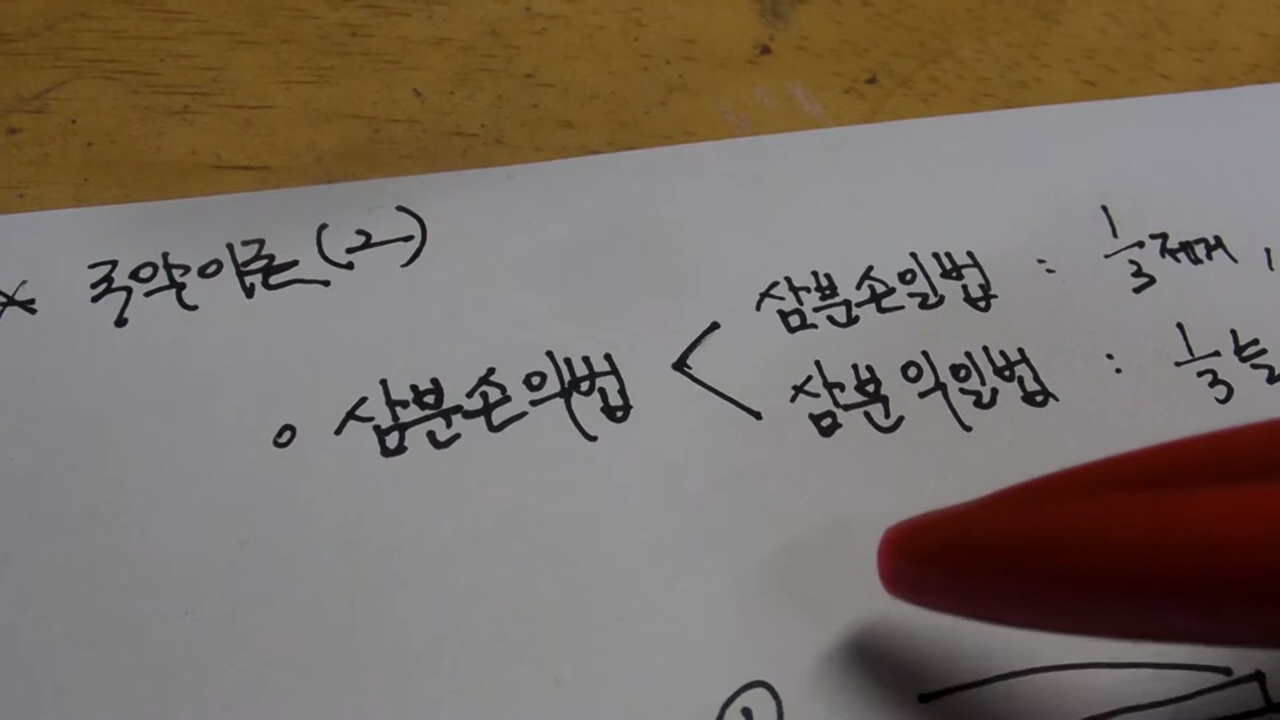 * 국악이론(2)
삼분손일법 : 1/3 제거,
◦ 삼분손익법 <
삼분익일법 : 1/3
①